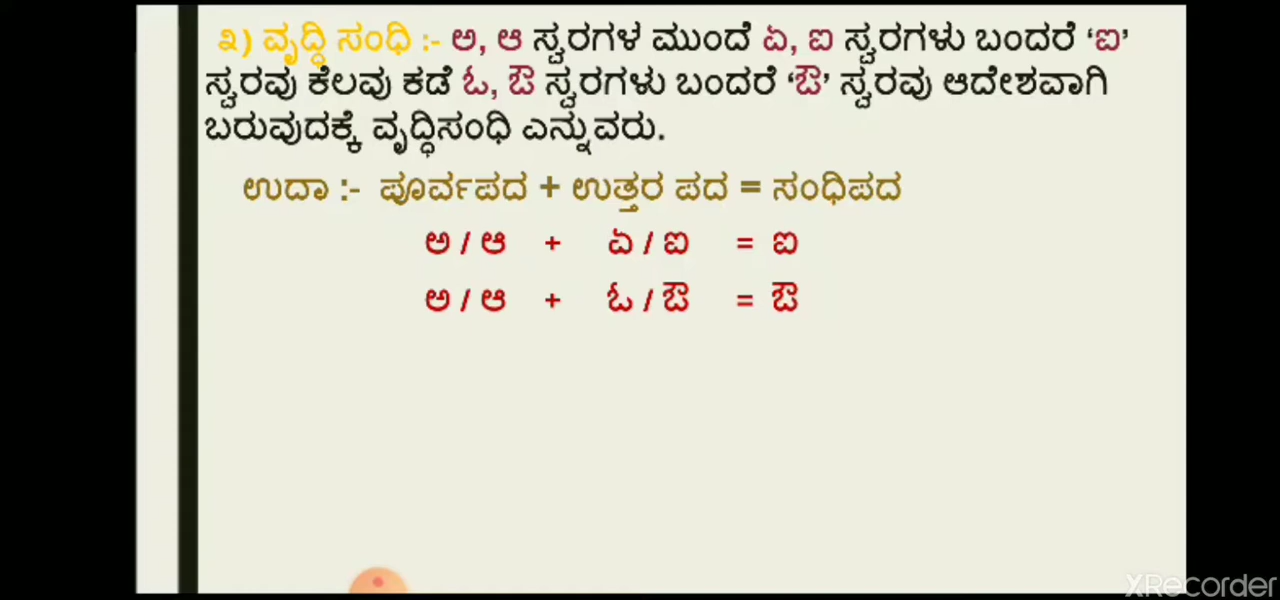 ೩) ವೃದ್ಧಿ ಸಂಧಿ :- ಅ, ಆ ಸ್ವರಗಳ ಮುಂದೆ ಏ, ಐ ಸ್ವರಗಳು ಬಂದರೆ ‘ಐ’
ಸ್ವರವು ಕೆಲವು ಕಡೆ ಓ, ಔ ಸ್ವರಗಳು ಬಂದರೆ ‘ಔ’ ಸ್ವರವು ಆದೇಶವಾಗಿ
ಬರುವುದಕ್ಕೆ ವೃದ್ಧಿಸಂಧಿ ಎನ್ನುವರು.
ಉದಾ :- ಪೂರ್ವಪದ + ಉತ್ತರ ಪದ = ಸಂಧಿಪದ
ಅ / ಆ + ಏ / ಐ = ಐ
ಅ / ಆ + ಓ / ಔ = ಔ
XRecorder